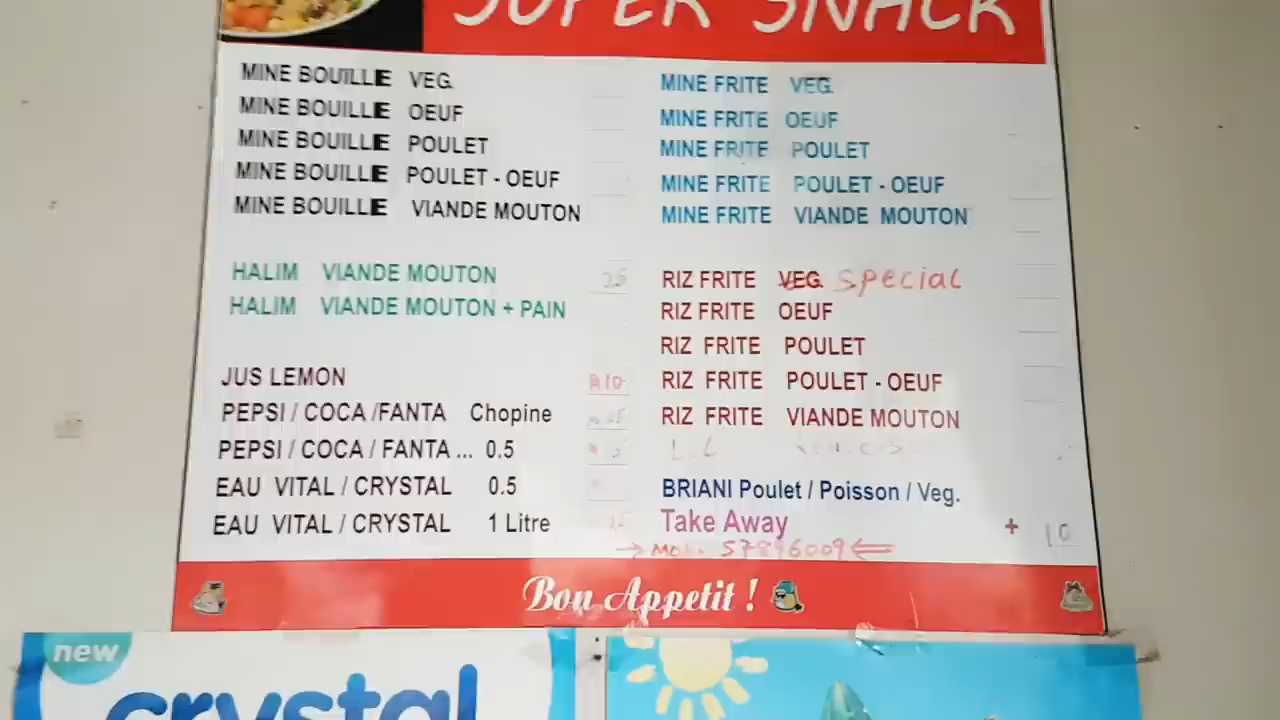 SUPER SNACK
MINE BOUILLE VEG.
MINE BOUILLE OEUF
MINE BOUILLE POULET
MINE BOUILLE POULET - OEUF
MINE BOUILLE VIANDE MOUTON
HALIM VIANDE MOUTON
HALIM VIANDE MOUTON + PAIN
JUS LEMON
PEPSI / COCA /FANTA Chopine
PEPSI / COCA / FANTA ... 0.5
EAU VITAL / CRYSTAL 0.5
EAU VITAL / CRYSTAL 1 Litre
MINE FRITE VEG.
MINE FRITE OEUF
MINE FRITE POULET
MINE FRITE POULET - OEUF
MINE FRITE VIANDE MOUTON
RIZ FRITE VEG. special
RIZ FRITE OEUF
RIZ FRITE POULET
RIZ FRITE POULET - OEUF
RIZ FRITE VIANDE MOUTON
BRIANI Poulet / Poisson / Veg.
Take Away + 10
57896009
Bon Appetit !
new
crystal